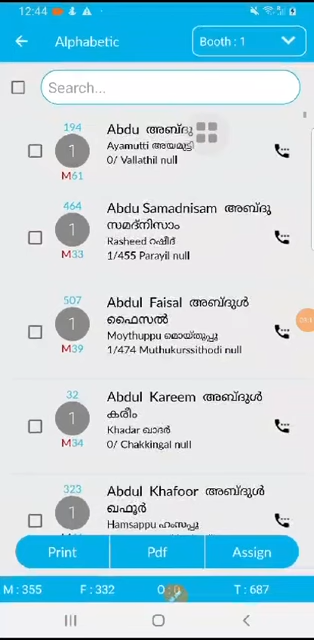 12:44
Alphabetic
Booth : 1
Search...
194
Abdu അബ്ദു
1
Ayamutti അയമുട്ടി
0/ Vallathil null
M61
464
Abdu Samadnisam അബ്ദു
സമദ്നിസാം
1
Rasheed റഷീദ്
1/455 Parayil null
M33
507
Abdul Faisal അബ്ദുൾ
ഫൈസൽ
1
Moythuppu മൊയ്തുപ്പു
1/474 Muthukurssithodi null
M39
32
Abdul Kareem അബ്ദുൾ
കരീം
1
Khadar ഖാദർ
0/ Chakkingal null
M34
323
Abdul Khafoor അബ്ദുൾ
ഖഫൂർ
1
Hamsappu ഹംസപ്പു
Print Pdf Assign
M : 355 F : 332 T : 687